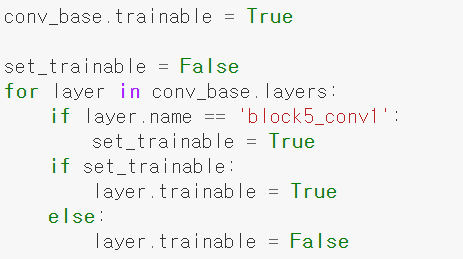 conv_base.trainable = True

set_trainable = False
for layer in conv_base.layers:
    if layer.name == 'block5_conv1':
        set_trainable = True
    if set_trainable:
        layer.trainable = True
    else:
        layer.trainable = False